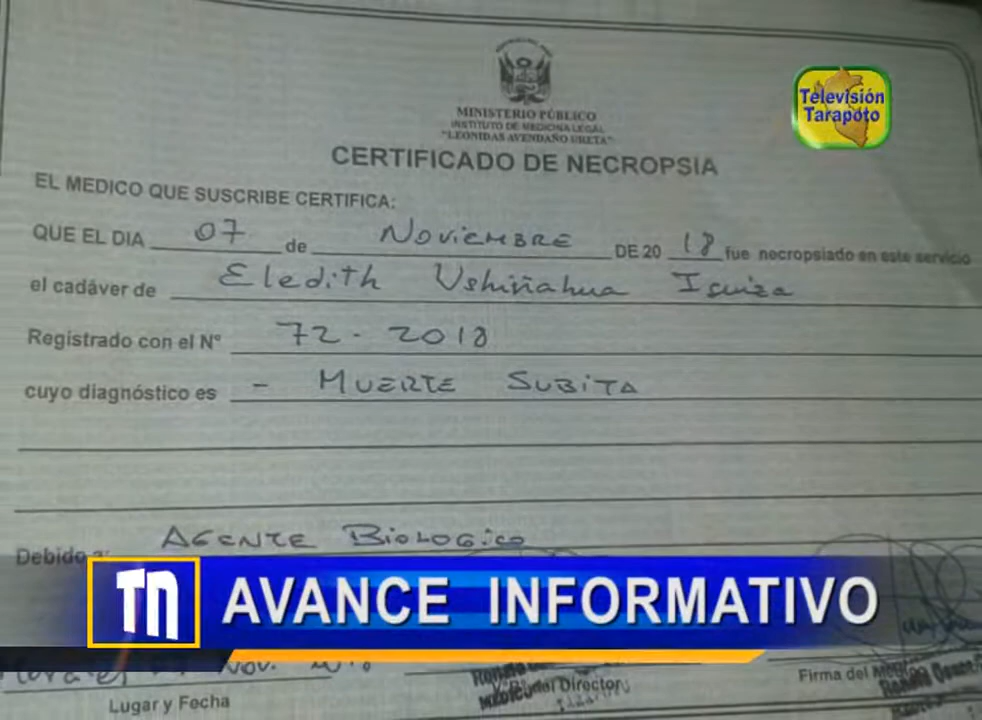 MINISTERIO PÚBLICO
INSTITUTO DE MEDICINA LEGAL
"LEONIDAS AVENDAÑO URETA"
Televisión
Tarapoto
CERTIFICADO DE NECROPSIA
EL MEDICO QUE SUSCRIBE CERTIFICA:
QUE EL DIA 07 de NOVIEMBRE DE 20 18 fue necropsiado en este servicio
el cadáver de Eledith Ushiñahua Isuiza
Registrado con el Nº 72-2018
cuyo diagnóstico es - MUERTE SUBITA
Debido a: AGENTE BIOLOGICO
TN AVANCE INFORMATIVO
Nov.
Director
Firma del
Lugar y Fecha